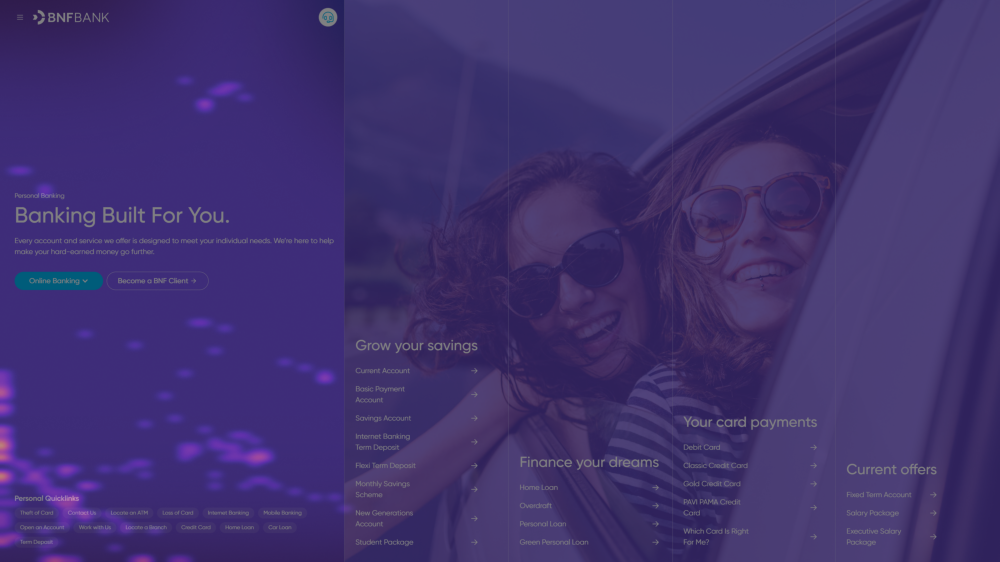 BNFBANK
Personal Banking
Banking Built For You.
Every account and service we offer is designed to meet your individual needs. We're here to help
make your hard-earned money go further.
Online Banking
Become a BNF Client
Personal Quicklinks
Theft of Card
Contact Us
Locate an ATM
Loss of Card
Internet Banking
Mobile Banking
Open an Account
Work with Us
Locate a Branch
Credit Card
Home Loan
Car Loan
Term Deposit
Grow your savings
Current Account
Basic Payment
Account
Savings Account
Internet Banking
Term Deposit
Flexi Term Deposit
Monthly Savings
Scheme
New Generations
Account
Student Package
Finance your dreams
Home Loan
Overdraft
Personal Loan
Green Personal Loan
Your card payments
Debit Card
Classic Credit Card
Gold Credit Card
PAVI PAMA Credit
Card
Which Card Is Right
For Me?
Current offers
Fixed Term Account
Salary Package
Executive Salary
Package